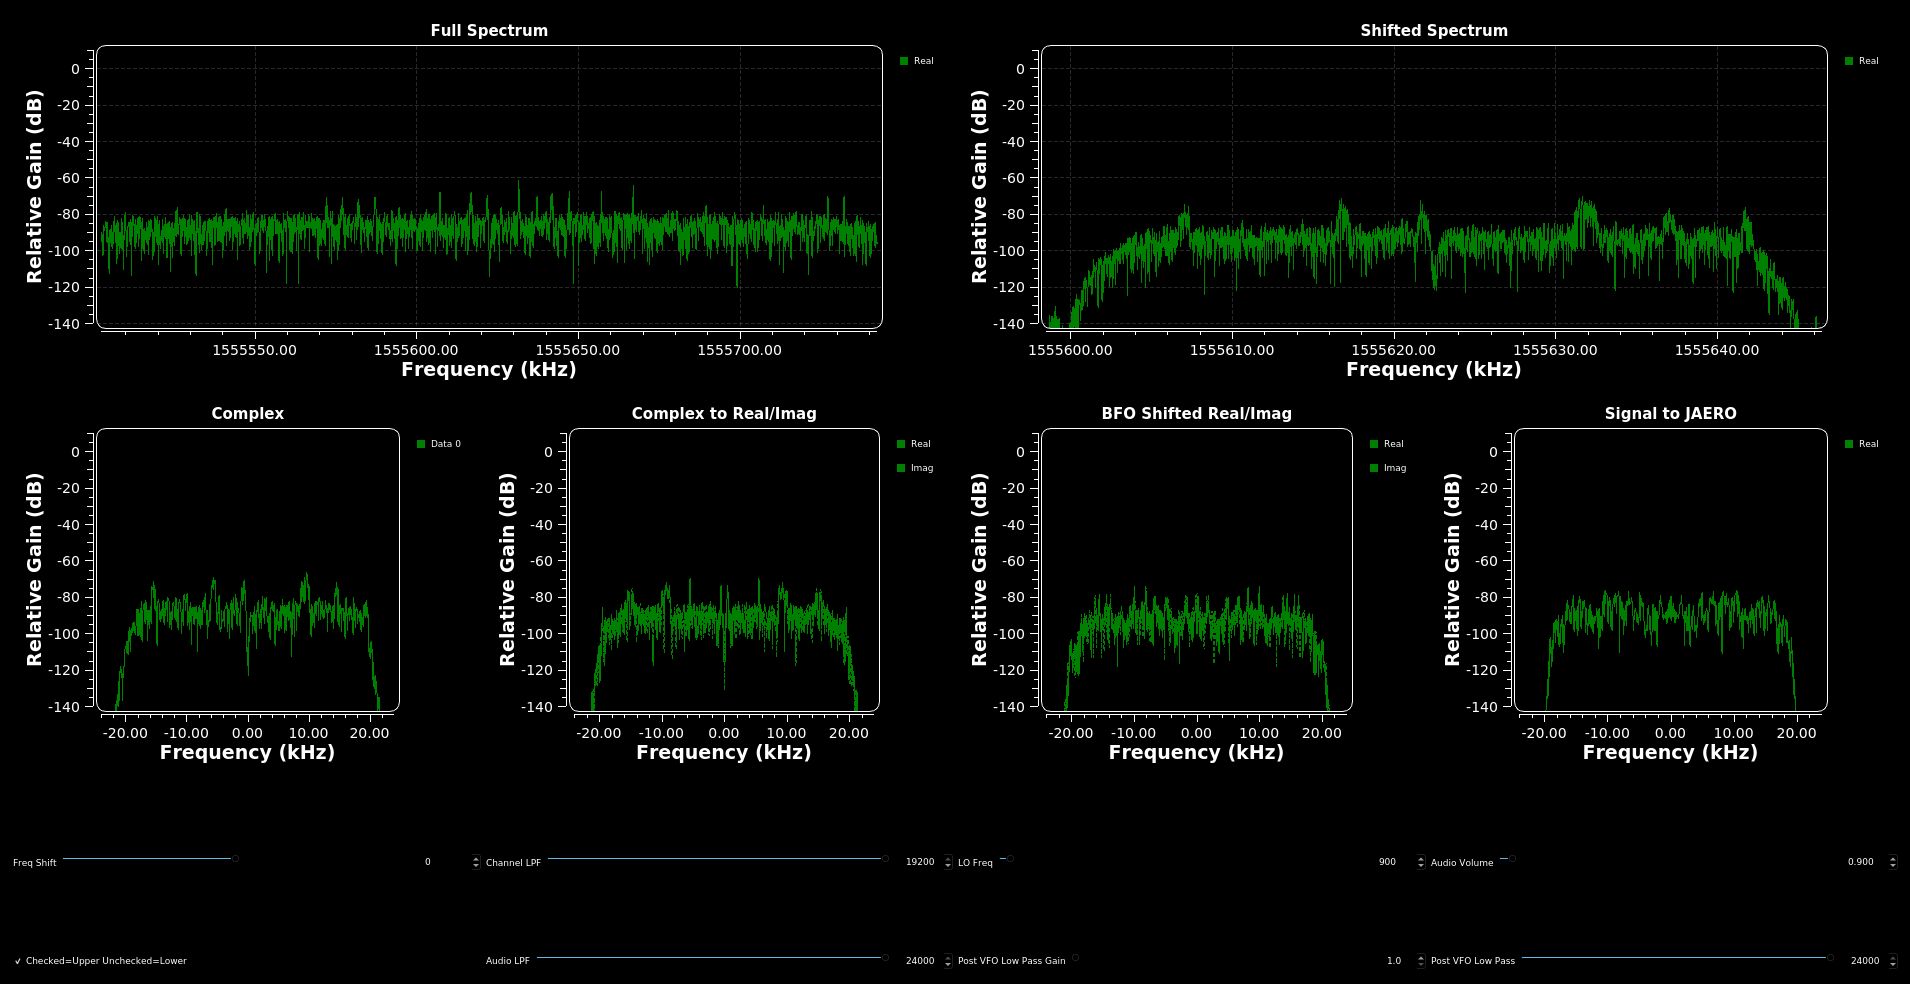 Full Spectrum
Relative Gain (dB)
0
-20
-40
-60
-80
-100
-120
-140
1555550.00 1555600.00 1555650.00 1555700.00
Frequency (kHz)
Real
Shifted Spectrum
Relative Gain (dB)
0
-20
-40
-60
-80
-100
-120
-140
1555600.00 1555610.00 1555620.00 1555630.00 1555640.00
Frequency (kHz)
Real
Complex
Relative Gain (dB)
0
-20
-40
-60
-80
-100
-120
-140
-20.00 -10.00 0.00 10.00 20.00
Frequency (kHz)
Data 0
Complex to Real/Imag
Relative Gain (dB)
0
-20
-40
-60
-80
-100
-120
-140
-20.00 -10.00 0.00 10.00 20.00
Frequency (kHz)
Real
Imag
BFO Shifted Real/Imag
Relative Gain (dB)
0
-20
-40
-60
-80
-100
-120
-140
-20.00 -10.00 0.00 10.00 20.00
Frequency (kHz)
Real
Imag
Signal to JAERO
Relative Gain (dB)
0
-20
-40
-60
-80
-100
-120
-140
-20.00 -10.00 0.00 10.00 20.00
Frequency (kHz)
Real
Freq Shift 0 Channel LPF 19200 LO Freq 900 Audio Volume 0.900
✓ Checked=Upper Unchecked=Lower Audio LPF 24000 Post VFO Low Pass Gain 1.0 Post VFO Low Pass 24000